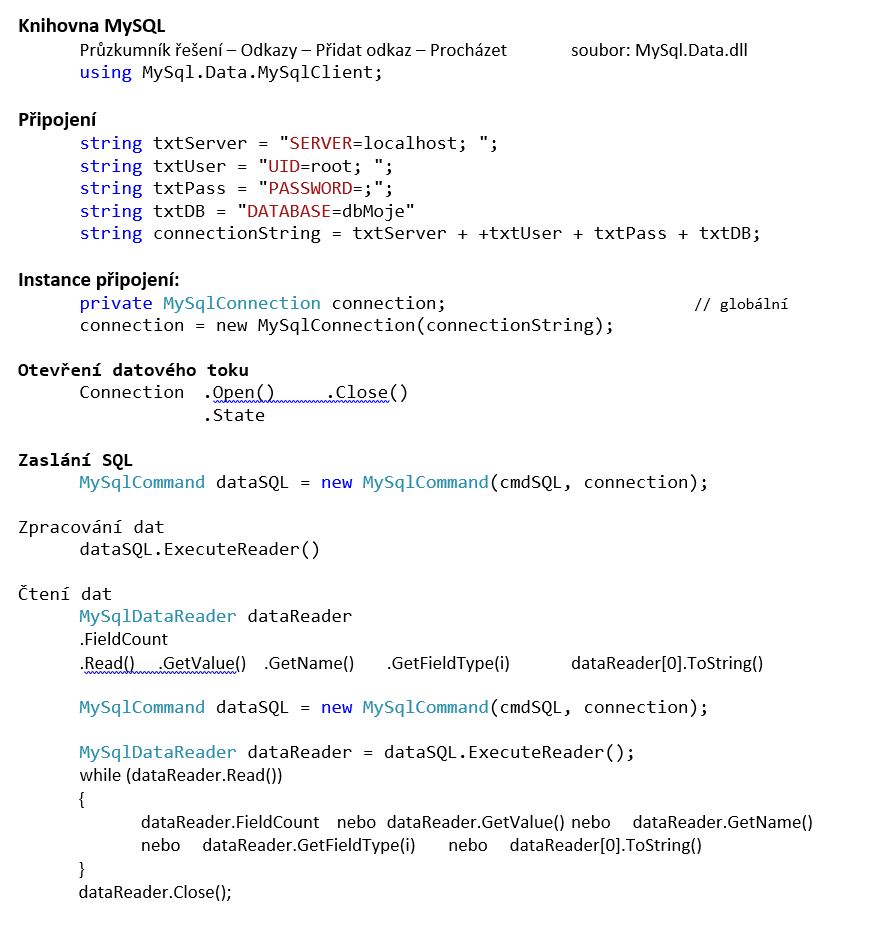 Knihovna MySQL
Průzkumník řešení – Odkazy – Přidat odkaz – Procházet soubor: MySql.Data.dll
using MySql.Data.MySqlClient;
Připojení
string txtServer = "SERVER=localhost; ";
string txtUser = "UID=root; ";
string txtPass = "PASSWORD=;";
string txtDB = "DATABASE=dbMoje"
string connectionString = txtServer + +txtUser + txtPass + txtDB;
Instance připojení:
private MySqlConnection connection; // globální
connection = new MySqlConnection(connectionString);
Otevření datového toku
Connection .Open() .Close()
.State
Zaslání SQL
MySqlCommand dataSQL = new MySqlCommand(cmdSQL, connection);
Zpracování dat
dataSQL.ExecuteReader()
Čtení dat
MySqlDataReader dataReader
.FieldCount
.Read() .GetValue() .GetName() .GetFieldType(i) dataReader[0].ToString()
MySqlCommand dataSQL = new MySqlCommand(cmdSQL, connection);
MySqlDataReader dataReader = dataSQL.ExecuteReader();
while (dataReader.Read())
{
dataReader.FieldCount nebo dataReader.GetValue() nebo dataReader.GetName()
nebo dataReader.GetFieldType(i) nebo dataReader[0].ToString()
}
dataReader.Close();